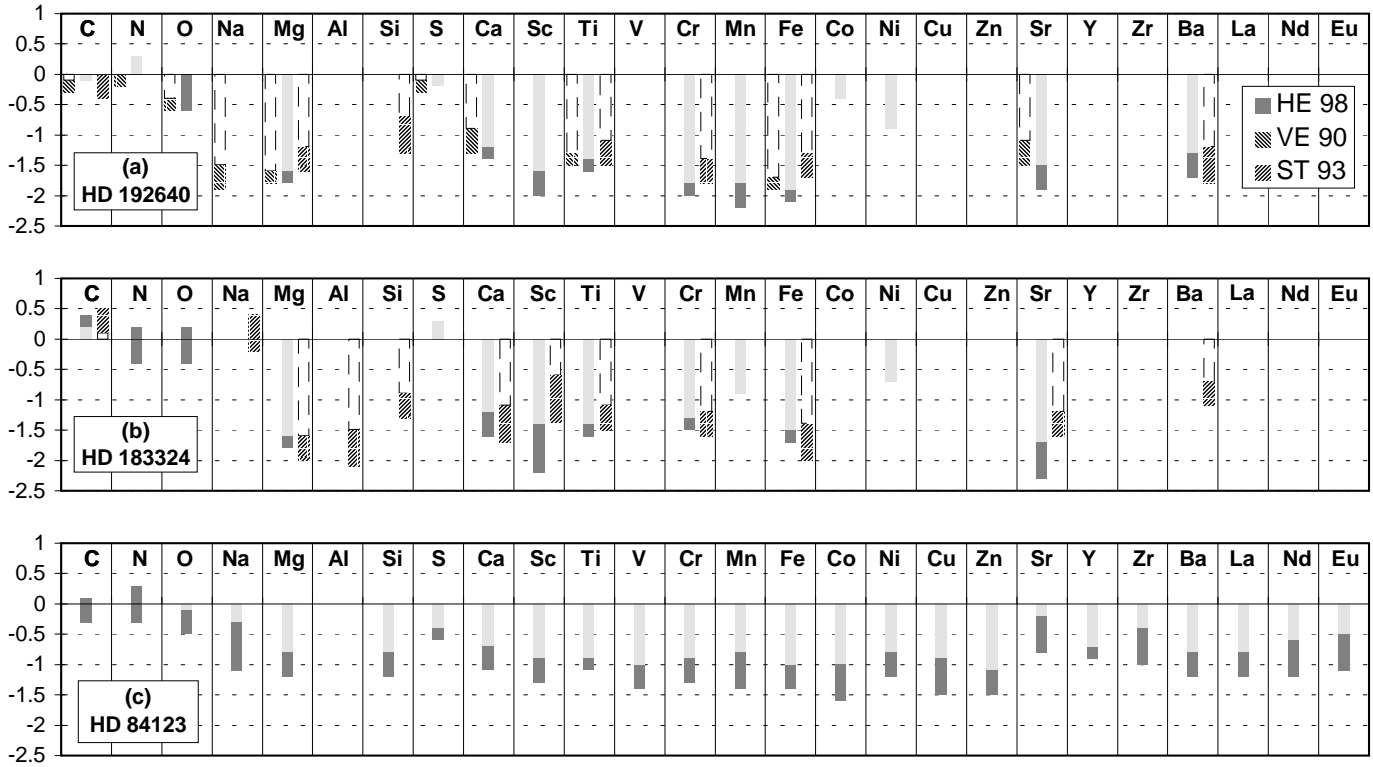 1
C N O Na Mg Al Si S Ca Sc Ti V Cr Mn Fe Co Ni Cu Zn Sr Y Zr Ba La Nd Eu
0.5
0
-0.5
HE 98
-1
VE 90
-1.5
ST 93
(a)
-2
HD 192640
-2.5
1
C N O Na Mg Al Si S Ca Sc Ti V Cr Mn Fe Co Ni Cu Zn Sr Y Zr Ba La Nd Eu
0.5
0
-0.5
-1
-1.5
(b)
-2
HD 183324
-2.5
1
C N O Na Mg Al Si S Ca Sc Ti V Cr Mn Fe Co Ni Cu Zn Sr Y Zr Ba La Nd Eu
0.5
0
-0.5
-1
-1.5
(c)
-2
HD 84123
-2.5